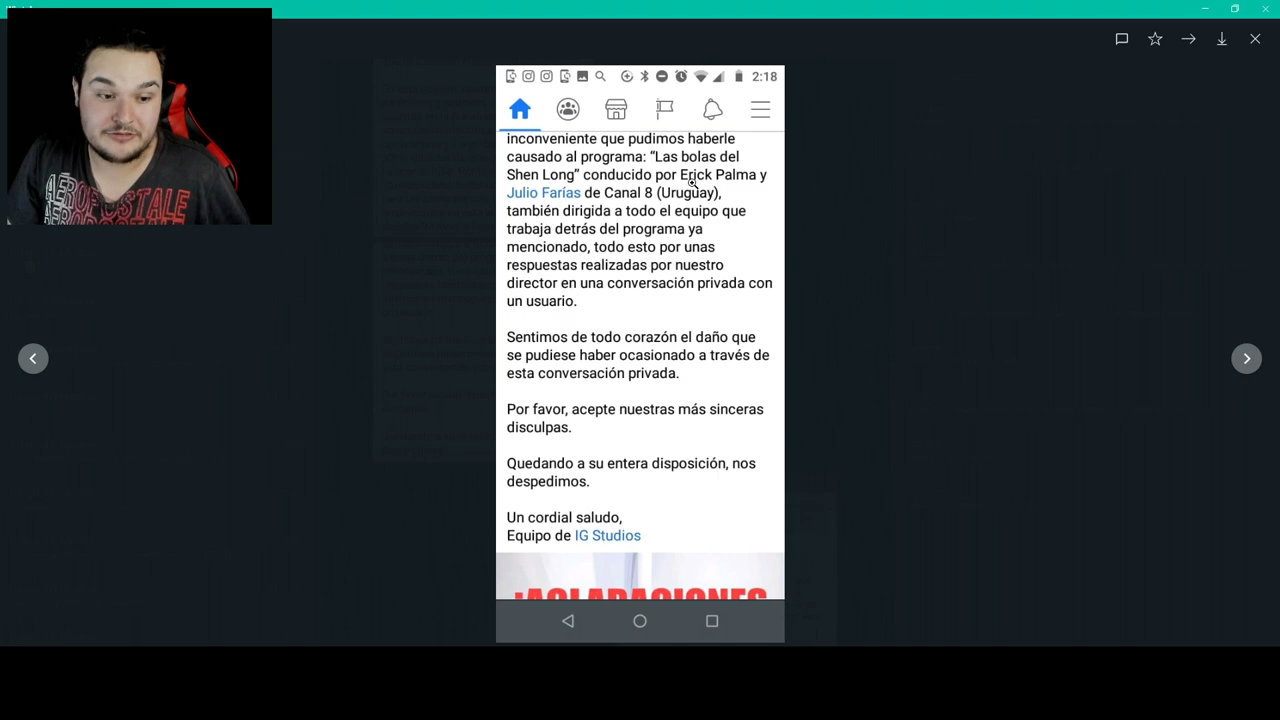 AÉROPOSTALE
2:18
inconveniente que pudimos haberle
causado al programa: “Las bolas del
Shen Long” conducido por Erick Palma y
Julio Farías de Canal 8 (Uruguay),
también dirigida a todo el equipo que
trabaja detrás del programa ya
mencionado, todo esto por unas
respuestas realizadas por nuestro
director en una conversación privada con
un usuario.
Sentimos de todo corazón el daño que
se pudiese haber ocasionado a través de
esta conversación privada.
Por favor, acepte nuestras más sinceras
disculpas.
Quedando a su entera disposición, nos
despedimos.
Un cordial saludo,
Equipo de IG Studios
¡ACLARACIONES